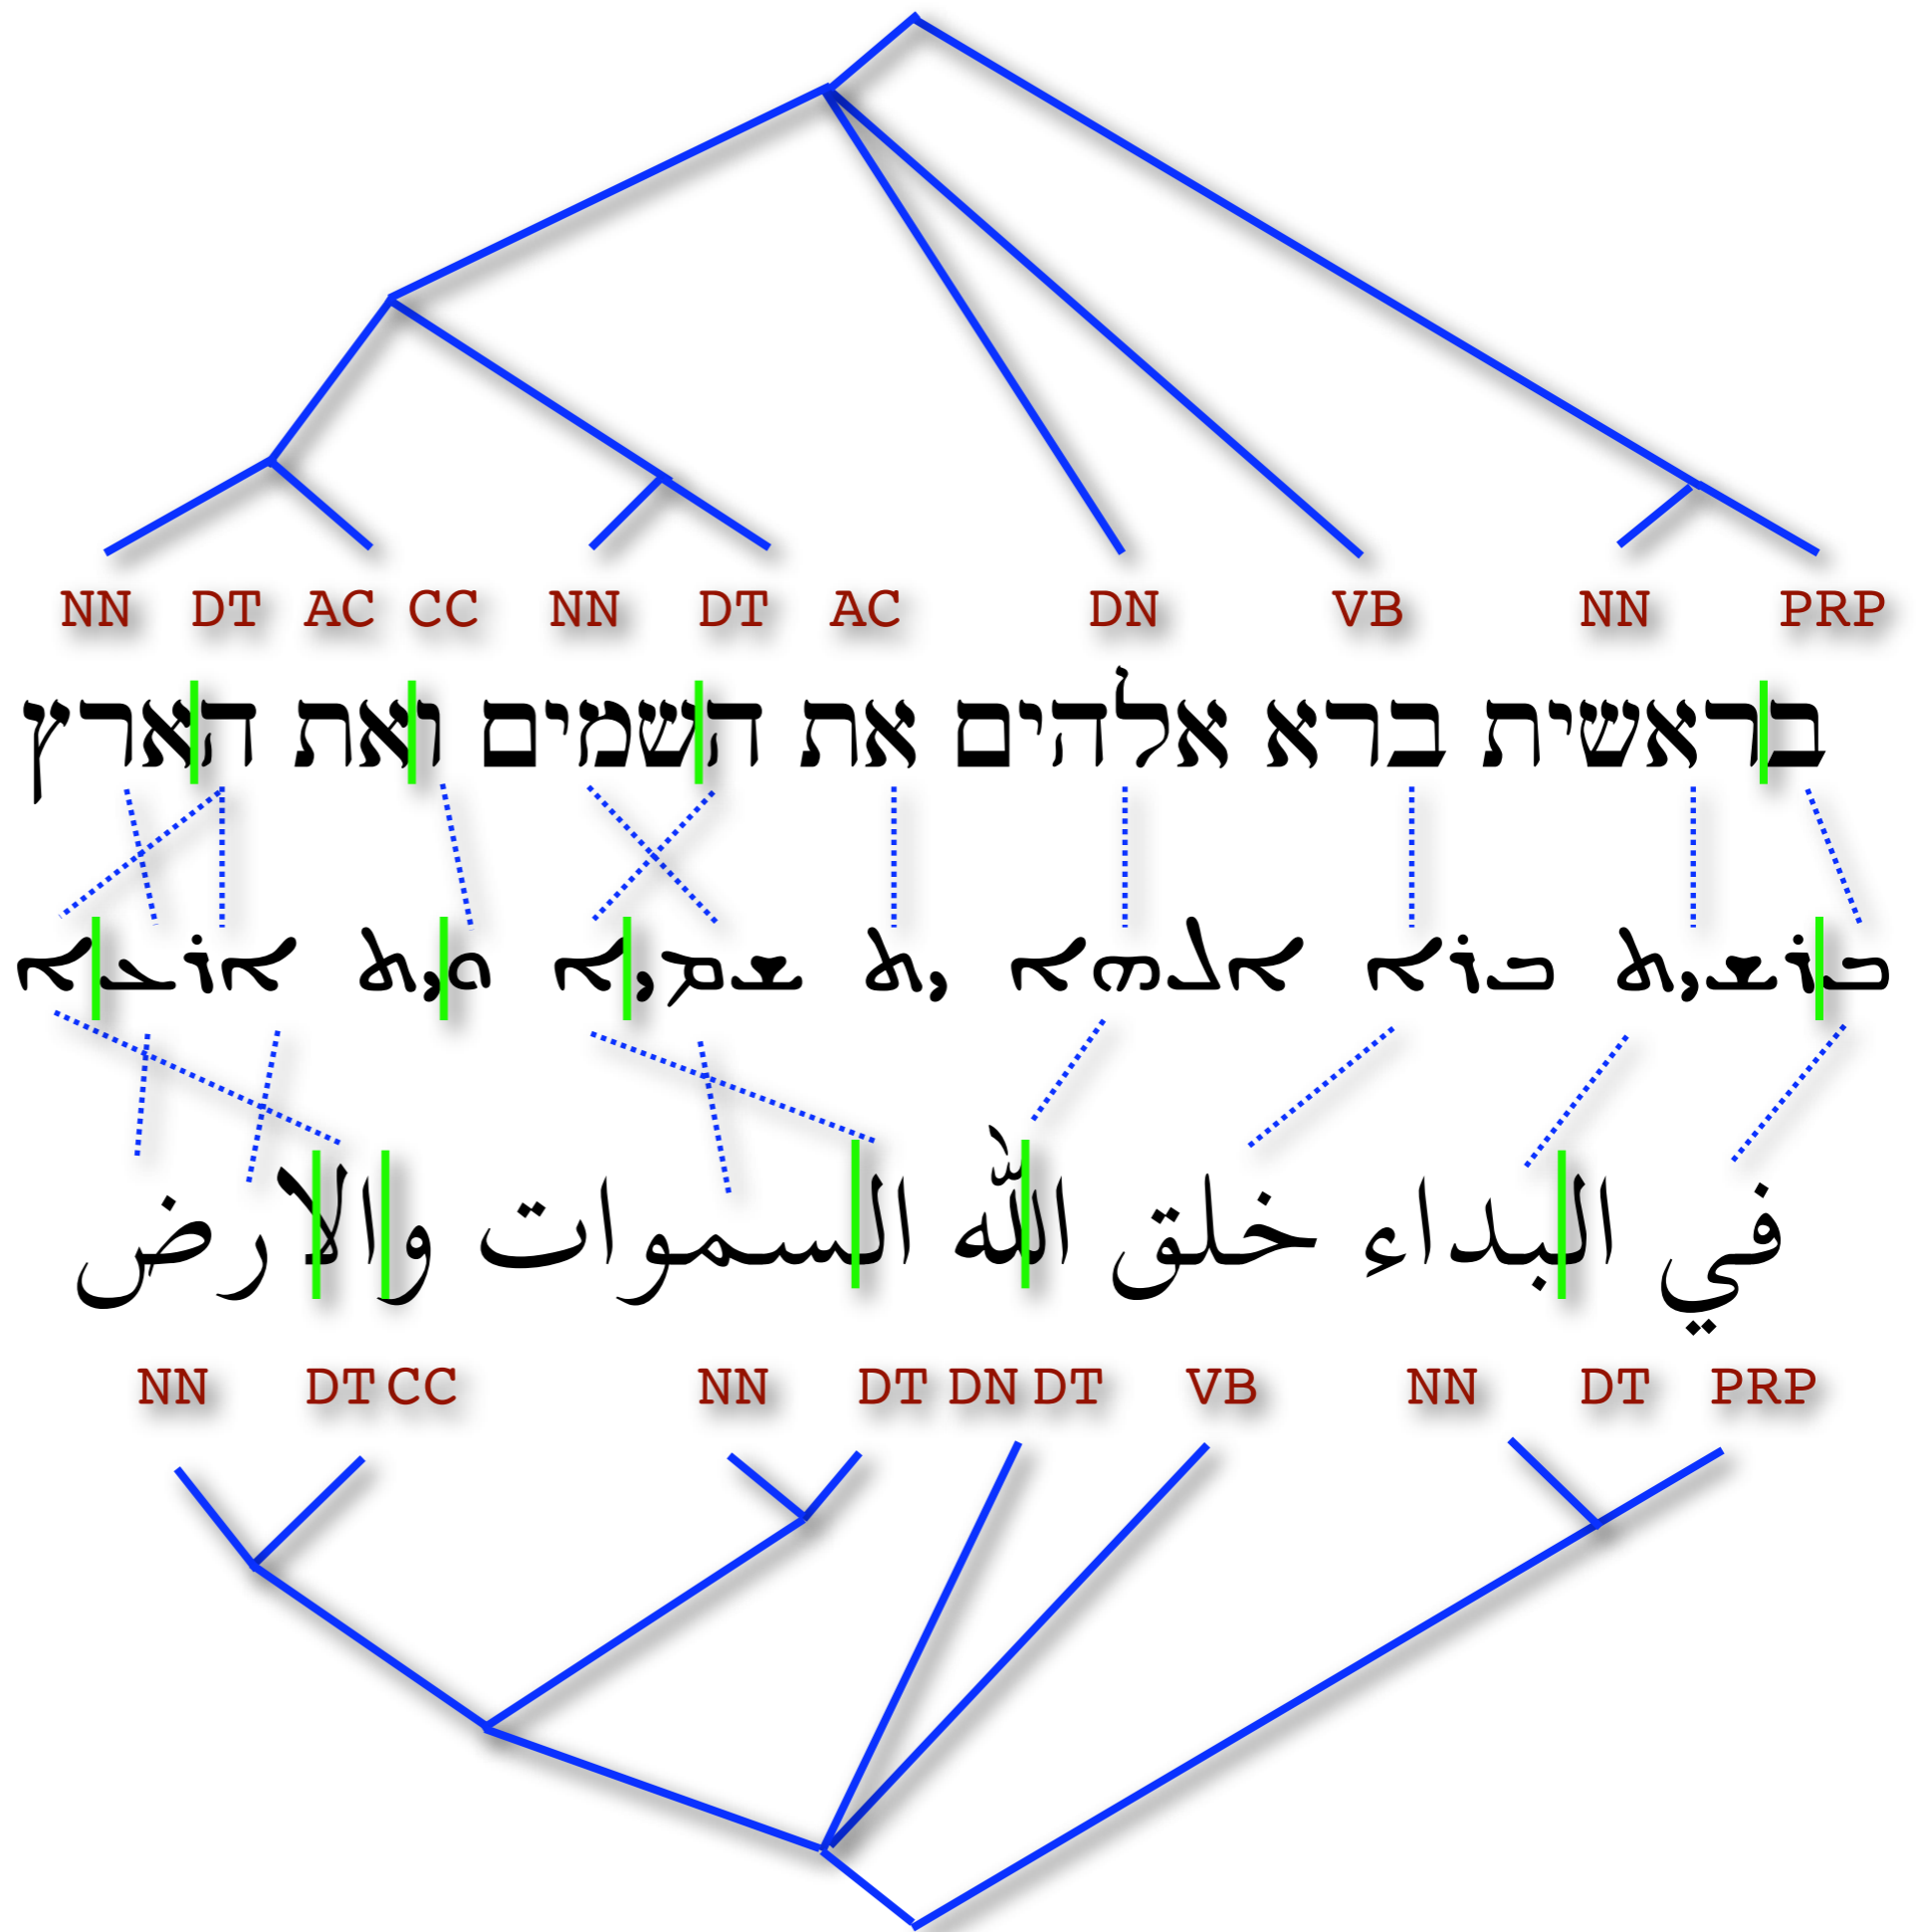 NN DT AC CC NN DT AC DN VB NN PRP
בראשית ברא אלהים את השמים ואת הארץ
ܒܪܫܝܬ ܒܪܐ ܐܠܗܐ ܝܬ ܫܡܝܐ ܘܝܬ ܐܪܥܐ
في البداء خلق الله السموات والارض
NN DT CC NN DT DN DT VB NN DT PRP